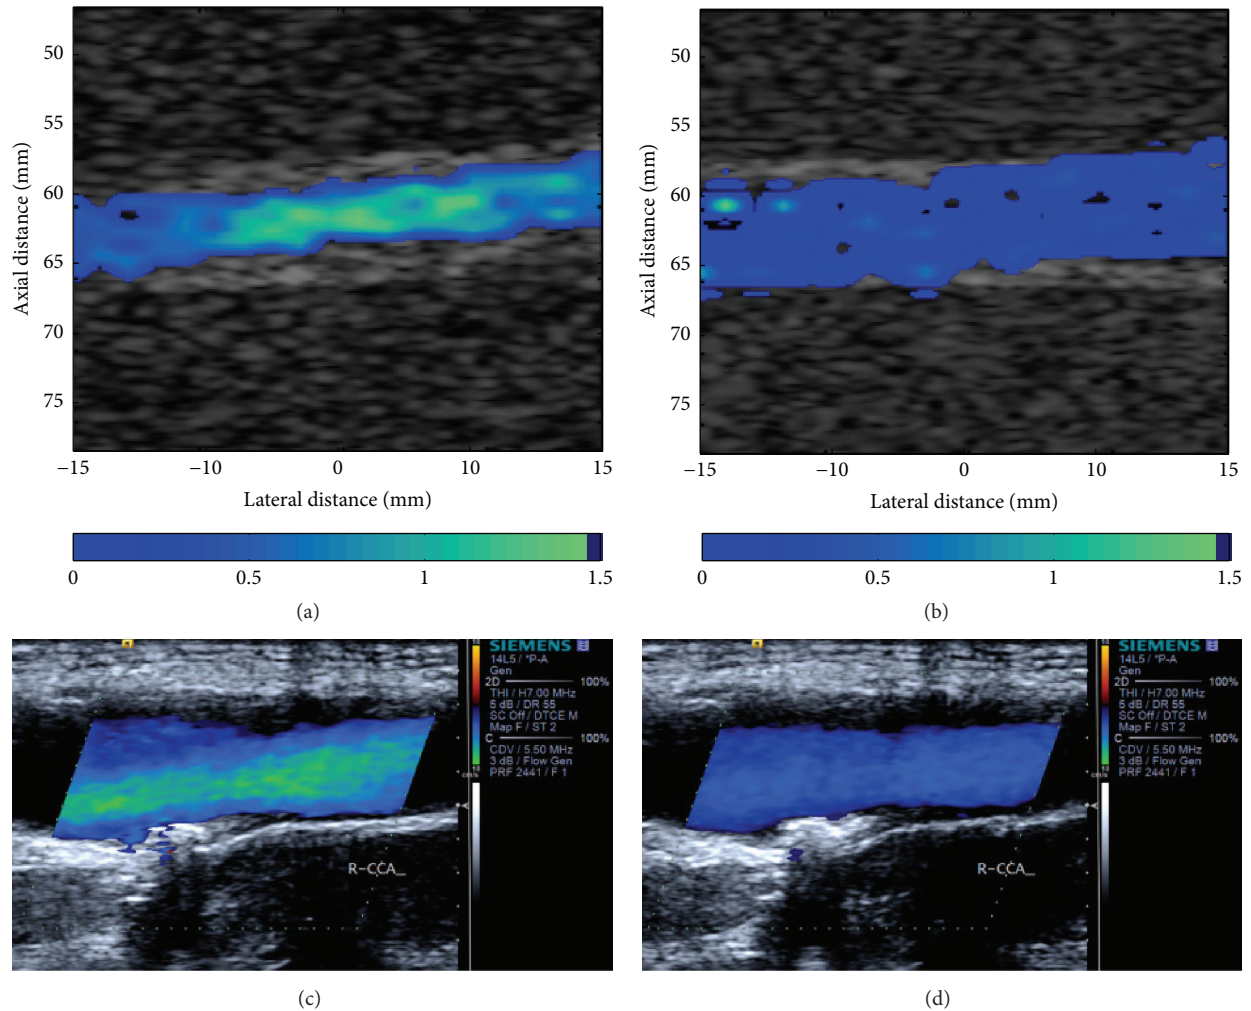 50
55
60
65
70
75
Axial distance (mm)
−15
−10
0
10
15
Lateral distance (mm)
0
0.5
1
1.5
(a)
50
55
60
65
70
75
Axial distance (mm)
−15
−10
0
10
15
Lateral distance (mm)
0
0.5
1
1.5
(b)
SIEMENS
14L5 / *P-A
Gen
2D 100%
THI / H7.00 MHz
5 dB / DR 55
SC Off / DTCE M
Map F / ST 2
C 100%
CDV / 5.50 MHz
3 dB / Flow Gen
PRF 2441 / F 1
cm/s
R-CCA_
(c)
SIEMENS
14L5 / *P-A
Gen
2D 100%
THI / H7.00 MHz
5 dB / DR 55
SC Off / DTCE M
Map F / ST 2
C 100%
CDV / 5.50 MHz
3 dB / Flow Gen
PRF 2441 / F 1
cm/s
R-CCA_
(d)